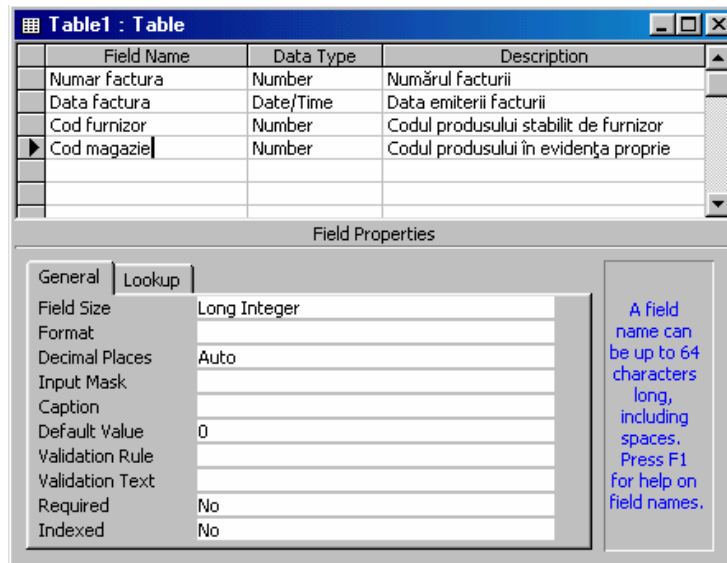 Table1 : Table
Field Name Data Type Description
Numar factura Number Numărul facturii
Data factura Date/Time Data emiterii facturii
Cod furnizor Number Codul produsului stabilit de furnizor
Cod magazie Number Codul produsului în evidenţa proprie
Field Properties
General Lookup
Field Size Long Integer
Format
Decimal Places Auto
Input Mask
Caption
Default Value 0
Validation Rule
Validation Text
Required No
Indexed No
A field
name can
be up to 64
characters
long,
including
spaces.
Press F1
for help on
field names.